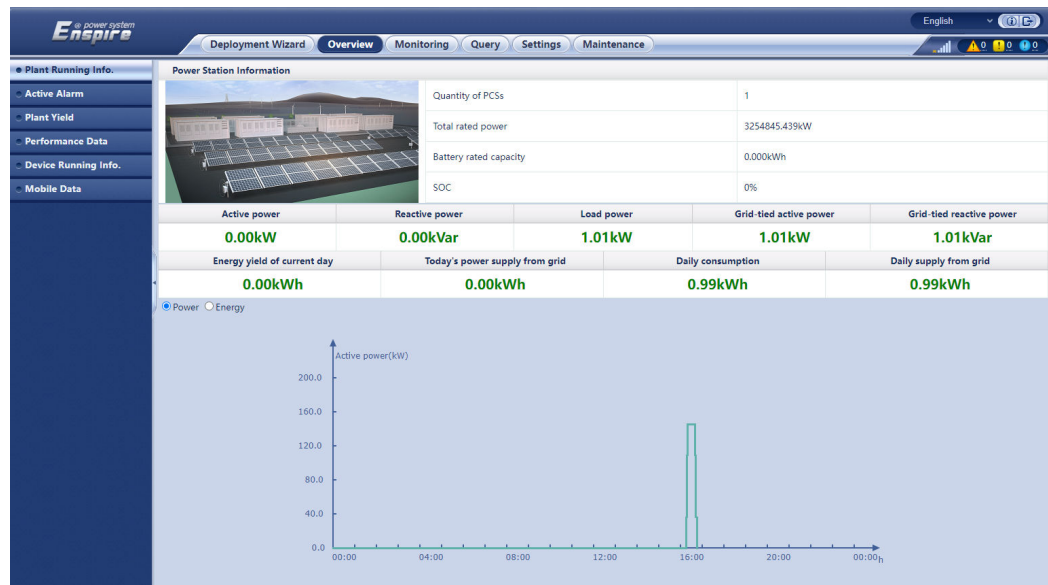 Enspire @ power system
English
Deployment Wizard Overview Monitoring Query Settings Maintenance
0 0 0
Plant Running Info.
Active Alarm
Plant Yield
Performance Data
Device Running Info.
Mobile Data
Power Station Information
Quantity of PCSs 1
Total rated power 3254845.439kW
Battery rated capacity 0.000kWh
SOC 0%
Active power Reactive power Load power Grid-tied active power Grid-tied reactive power
0.00kW 0.00kVar 1.01kW 1.01kW 1.01kVar
Energy yield of current day Today's power supply from grid Daily consumption Daily supply from grid
0.00kWh 0.00kWh 0.99kWh 0.99kWh
Power Energy
Active power(kW)
200.0
160.0
120.0
80.0
40.0
0.0
00:00 04:00 08:00 12:00 16:00 20:00 00:00 h